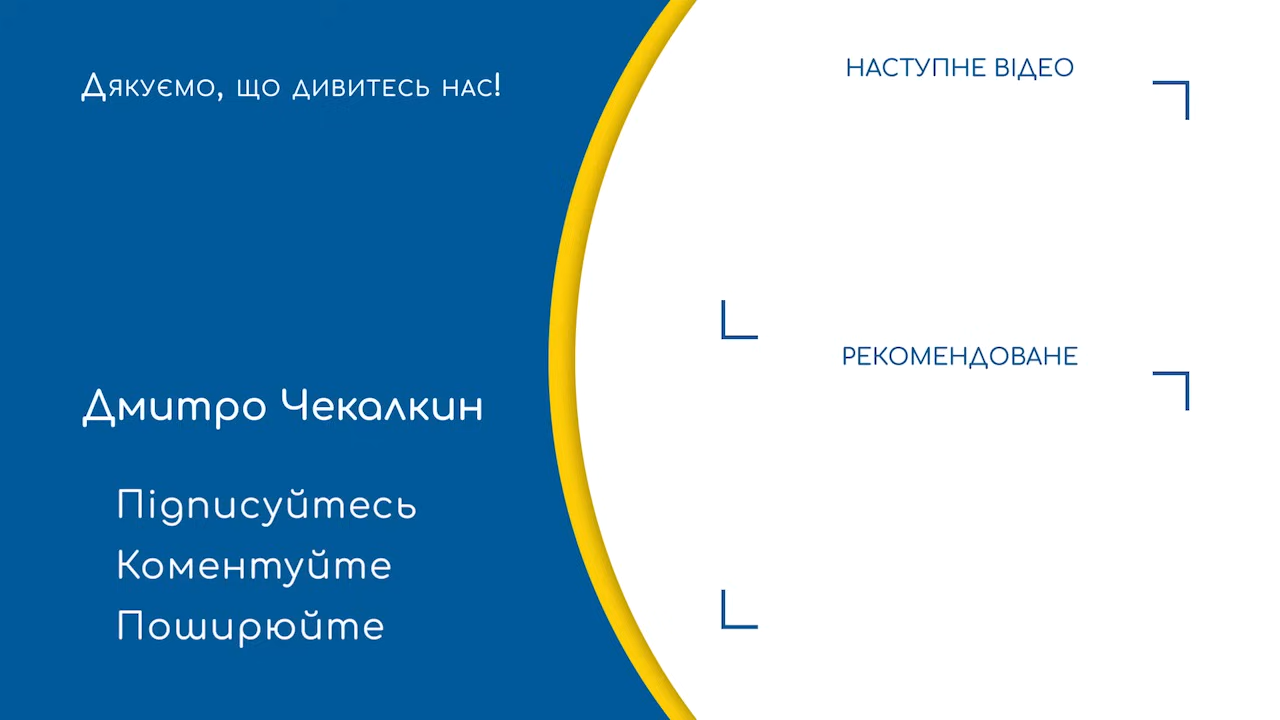 Дякуємо, що дивитесь нас!
Дмитро Чекалкин
Підписуйтесь
Коментуйте
Поширюйте
НАСТУПНЕ ВІДЕО
РЕКОМЕНДОВАНЕ